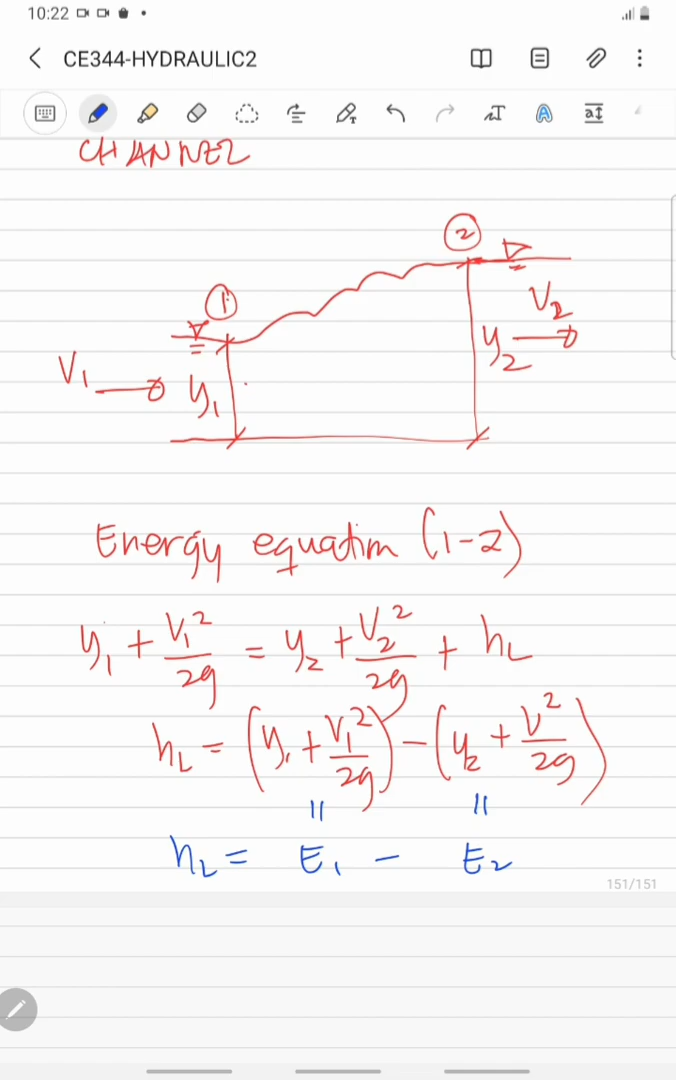 10:22
CE344-HYDRAULIC2
CHANNEL
② 
①
V₂
y₂
V₁
y₁
Energy equation (1-2)
y₁ + V₁²/2g = y₂ + V₂²/2g + hL
hL = (y₁ + V₁²/2g) - (y₂ + V²/2g)
|| ||
hL = E₁ - E₂
151/151